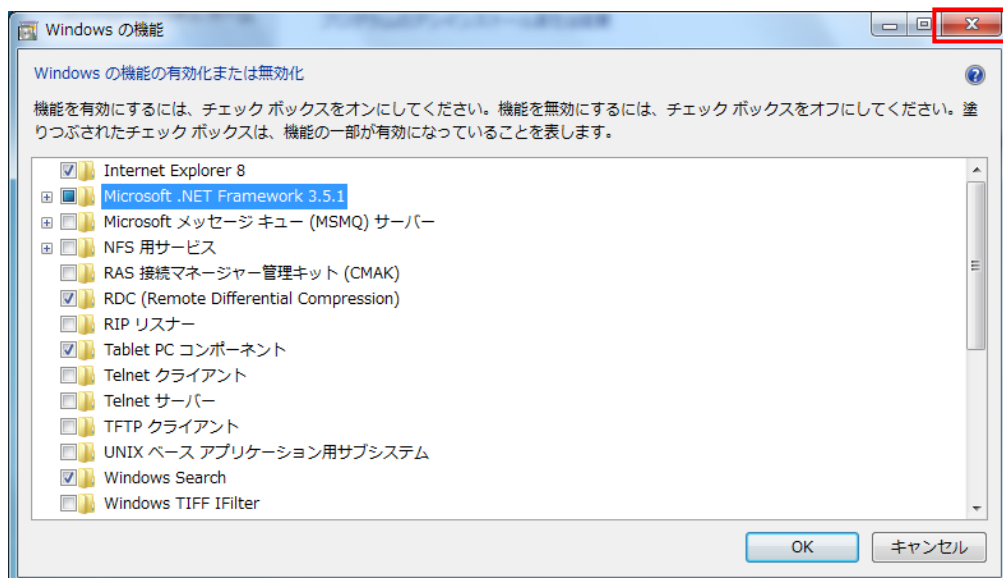 Windows の機能
Windows の機能の有効化または無効化
機能を有効にするには、チェック ボックスをオンにしてください。機能を無効にするには、チェック ボックスをオフにしてください。塗
りつぶされたチェック ボックスは、機能の一部が有効になっていることを表します。
Internet Explorer 8
Microsoft .NET Framework 3.5.1
Microsoft メッセージ キュー (MSMQ) サーバー
NFS 用サービス
RAS 接続マネージャー管理キット (CMAK)
RDC (Remote Differential Compression)
RIP リスナー
Tablet PC コンポーネント
Telnet クライアント
Telnet サーバー
TFTP クライアント
UNIX ベース アプリケーション用サブシステム
Windows Search
Windows TIFF IFilter
OK キャンセル